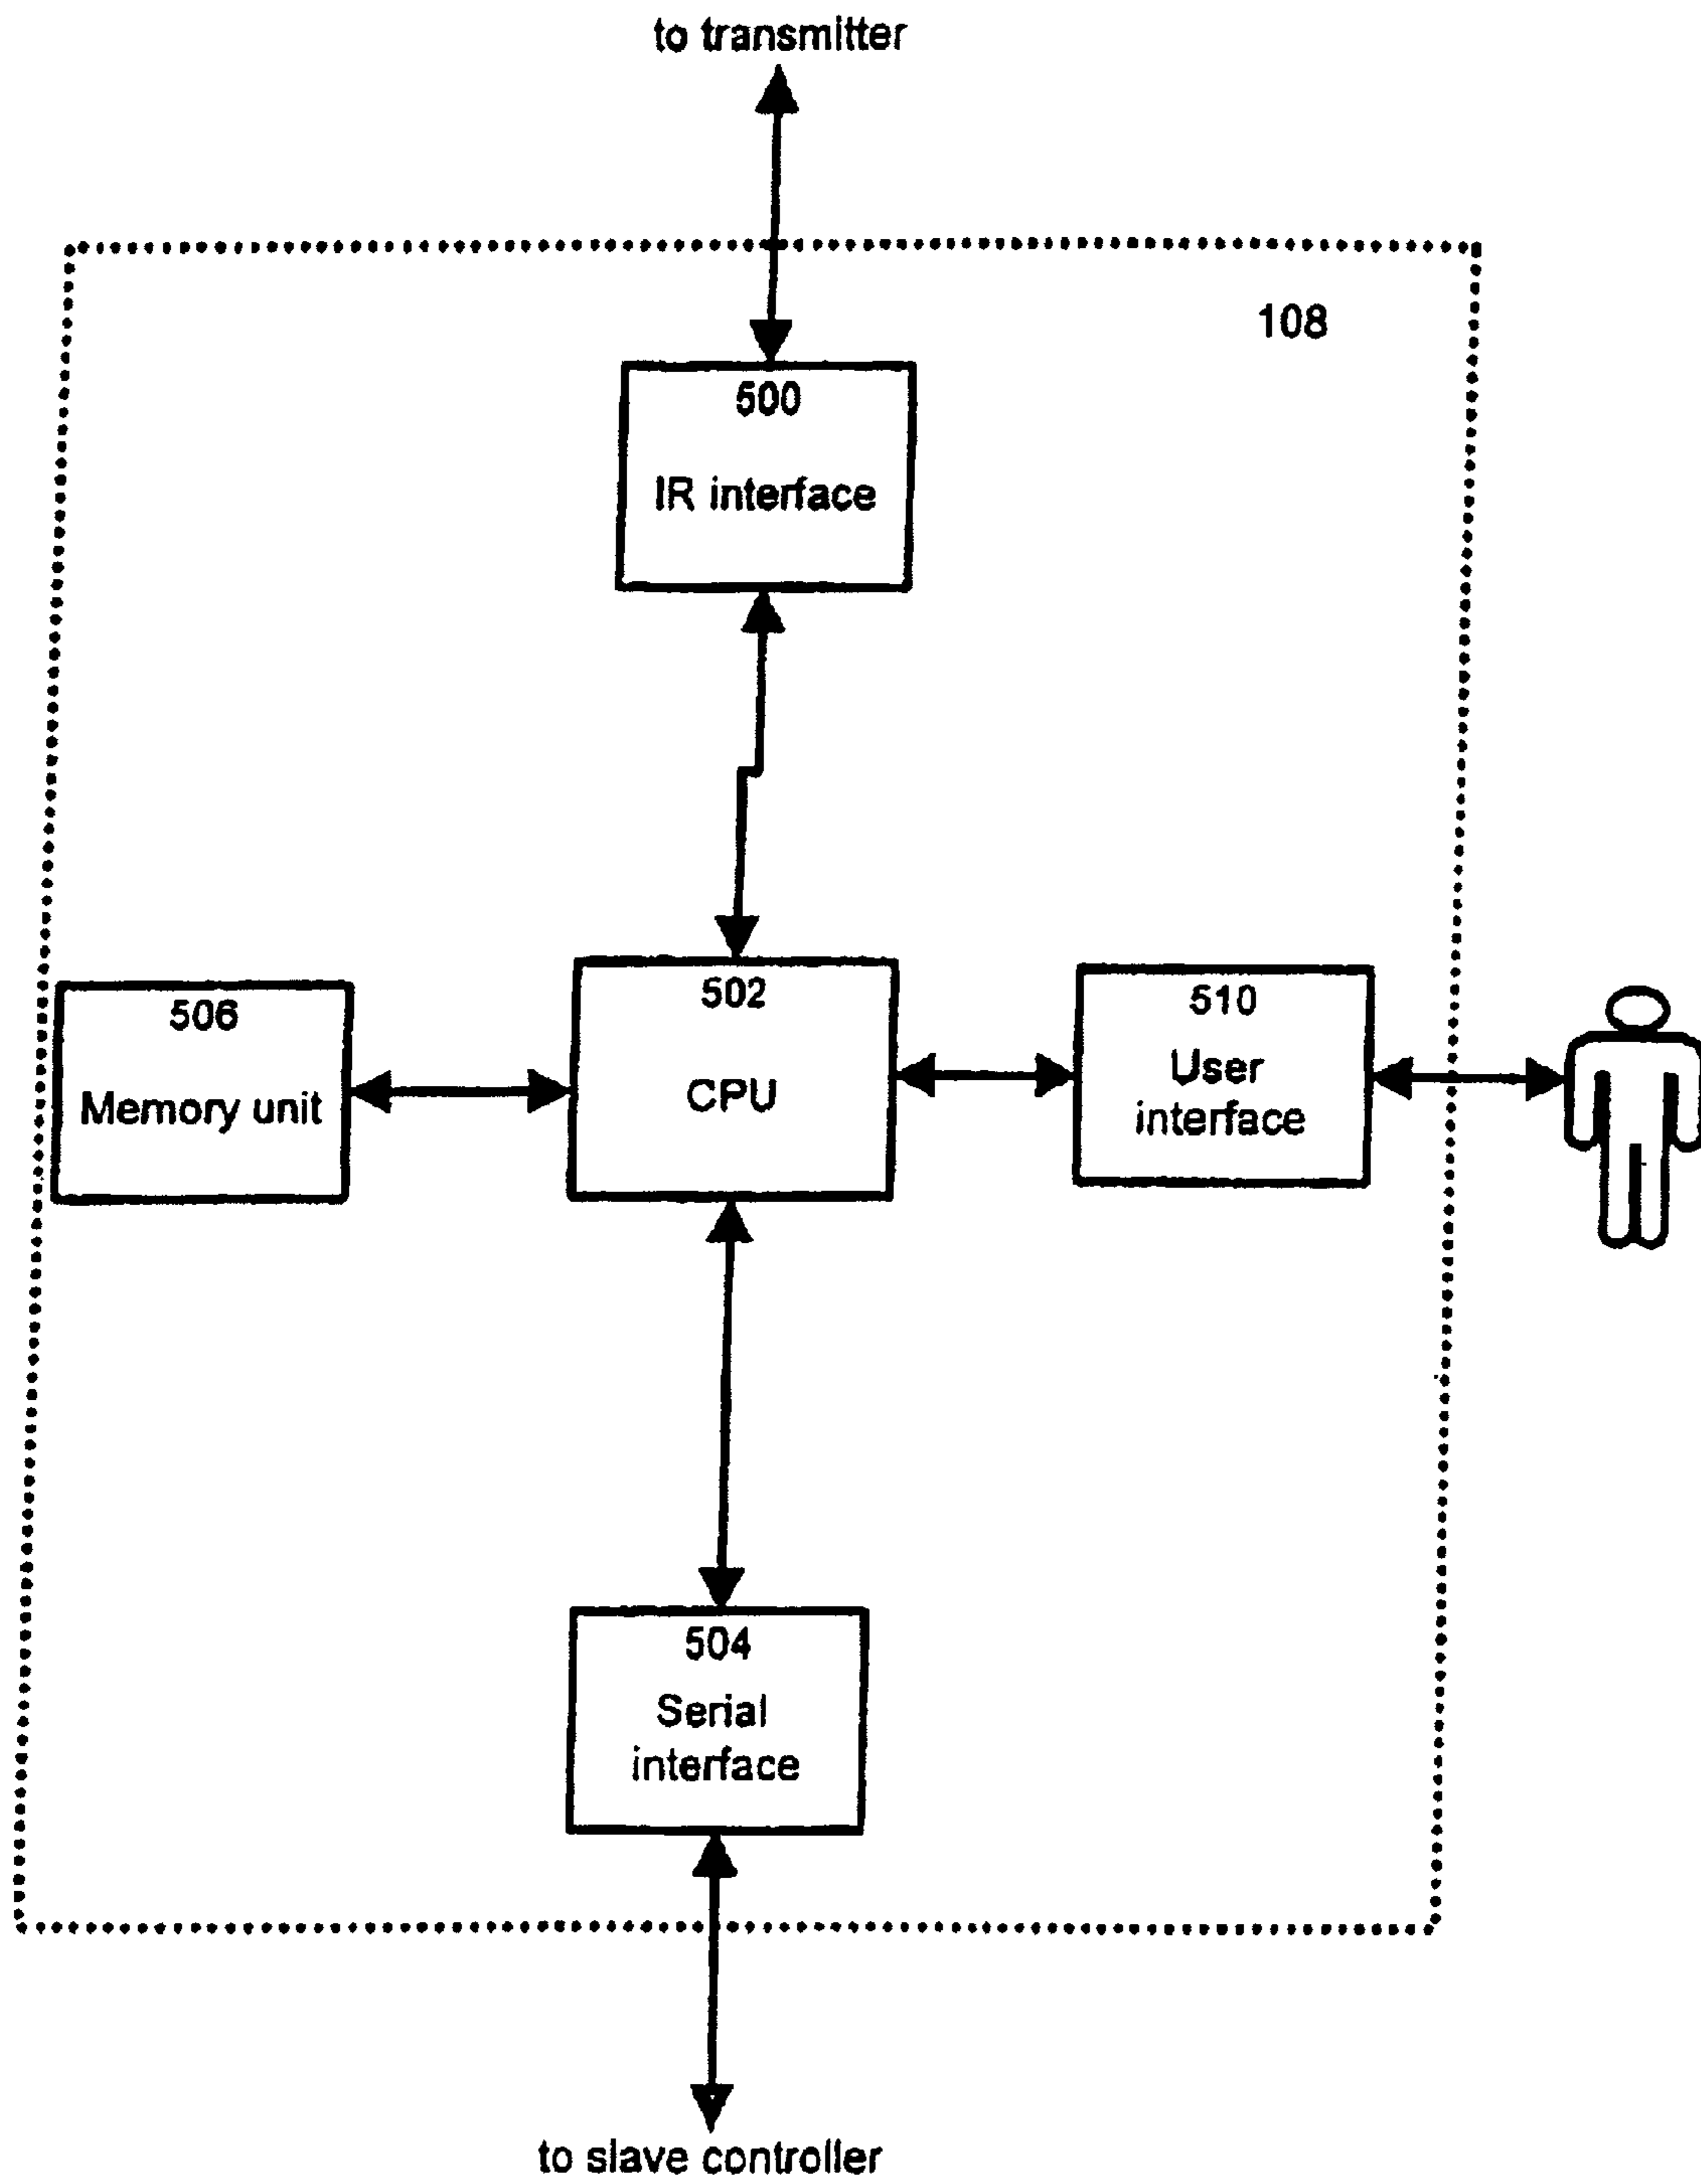 to transmitter
108
500
IR interface
506
Memory unit
502
CPU
510
User
interface
504
Serial
interface
to slave controller